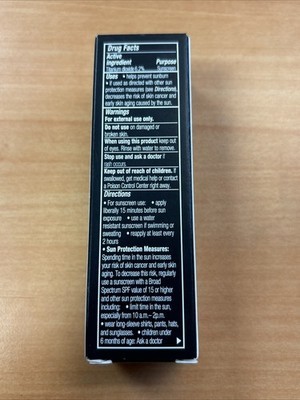 Drug Facts
Active
Ingredient Purpose
Titanium dioxide 6.2% Sunscreen
Uses • helps prevent sunburn
• if used as directed with other
sun protection measures (see Directions),
decreases the risk of skin cancer and
early skin aging caused by the sun.
Warnings
For external use only.
Do not use on damaged or
broken skin.
When using this product keep out
of eyes. Rinse with water to remove.
Stop use and ask a doctor if
rash occurs.
Keep out of reach of children. If
swallowed, get medical help or contact
a Poison Control Center right away.
Directions
• For sunscreen use: • apply
liberally 15 minutes before sun
exposure • use a water
resistant sunscreen if swimming or
sweating • reapply at least every
2 hours
• Sun Protection Measures:
Spending time in the sun increases
your risk of skin cancer and early skin
aging. To decrease this risk, regularly
use a sunscreen with a Broad
Spectrum SPF value of 15 or higher
and other sun protection measures
including: • limit time in the sun,
especially from 10 a.m. – 2p.m.
• wear long-sleeve shirts, pants, hats,
and sunglasses. • children under
6 months of age: Ask a doctor